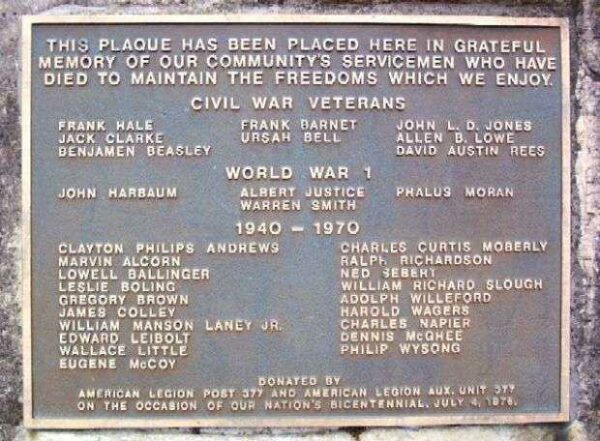 THIS PLAQUE HAS BEEN PLACED HERE IN GRATEFUL
MEMORY OF OUR COMMUNITY'S SERVICEMEN WHO HAVE
DIED TO MAINTAIN THE FREEDOMS WHICH WE ENJOY.
CIVIL WAR VETERANS
FRANK HALE FRANK BARNET JOHN L. D. JONES
JACK CLARKE URSAH BELL ALLEN B. LOWE
BENJAMEN BEASLEY DAVID AUSTIN REES
WORLD WAR 1
JOHN HARBAUM ALBERT JUSTICE PHALUS MORAN
WARREN SMITH
1940 – 1970
CLAYTON PHILIPS ANDREWS
MARVIN ALCORN
LOWELL BALLINGER
LESLIE BOLING
GREGORY BROWN
JAMES COLLEY
WILLIAM MANSON LANEY JR.
EDWARD LEIBOLT
WALLACE LITTLE
EUGENE McCOY
CHARLES CURTIS MOBERLY
RALPH RICHARDSON
NED SEBERT
WILLIAM RICHARD SLOUGH
ADOLPH WILLEFORD
HAROLD WAGERS
CHARLES NAPIER
DENNIS McGHEE
PHILIP WYSONG
DONATED BY
AMERICAN LEGION POST 377 AND AMERICAN LEGION AUX. UNIT 377
ON THE OCCASION OF OUR NATION'S BICENTENNIAL, JULY 4, 1976.